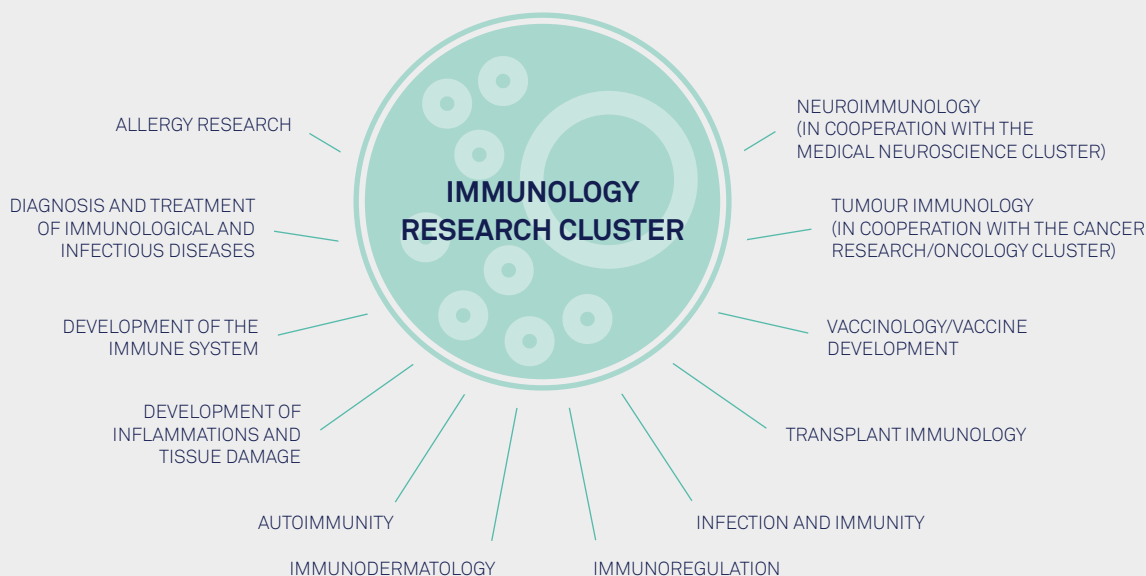 IMMUNOLOGY
RESEARCH CLUSTER
ALLERGY RESEARCH
DIAGNOSIS AND TREATMENT
OF IMMUNOLOGICAL AND
INFECTIOUS DISEASES
DEVELOPMENT OF THE
IMMUNE SYSTEM
DEVELOPMENT OF
INFLAMMATIONS AND
TISSUE DAMAGE
AUTOIMMUNITY
IMMUNODERMATOLOGY
IMMUNOREGULATION
INFECTION AND IMMUNITY
TRANSPLANT IMMUNOLOGY
VACCINOLOGY/VACCINE
DEVELOPMENT
TUMOUR IMMUNOLOGY
(IN COOPERATION WITH THE CANCER
RESEARCH/ONCOLOGY CLUSTER)
NEUROIMMUNOLOGY
(IN COOPERATION WITH THE
MEDICAL NEUROSCIENCE CLUSTER)